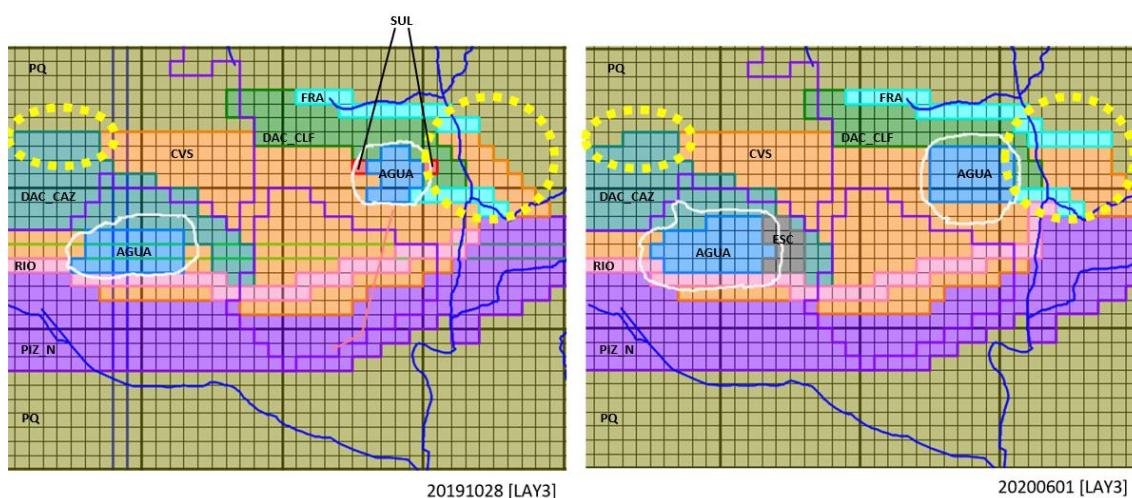 SUL
PQ
FRA
DAC_CLF
CVS
AGUA
DAC_CAZ
AGUA
RIO
PIZ_N
PQ
20191028 [LAY3]
PQ
FRA
DAC_CLF
CVS
AGUA
DAC_CAZ
ESC
AGUA
RIO
PIZ_N
PQ
20200601 [LAY3]